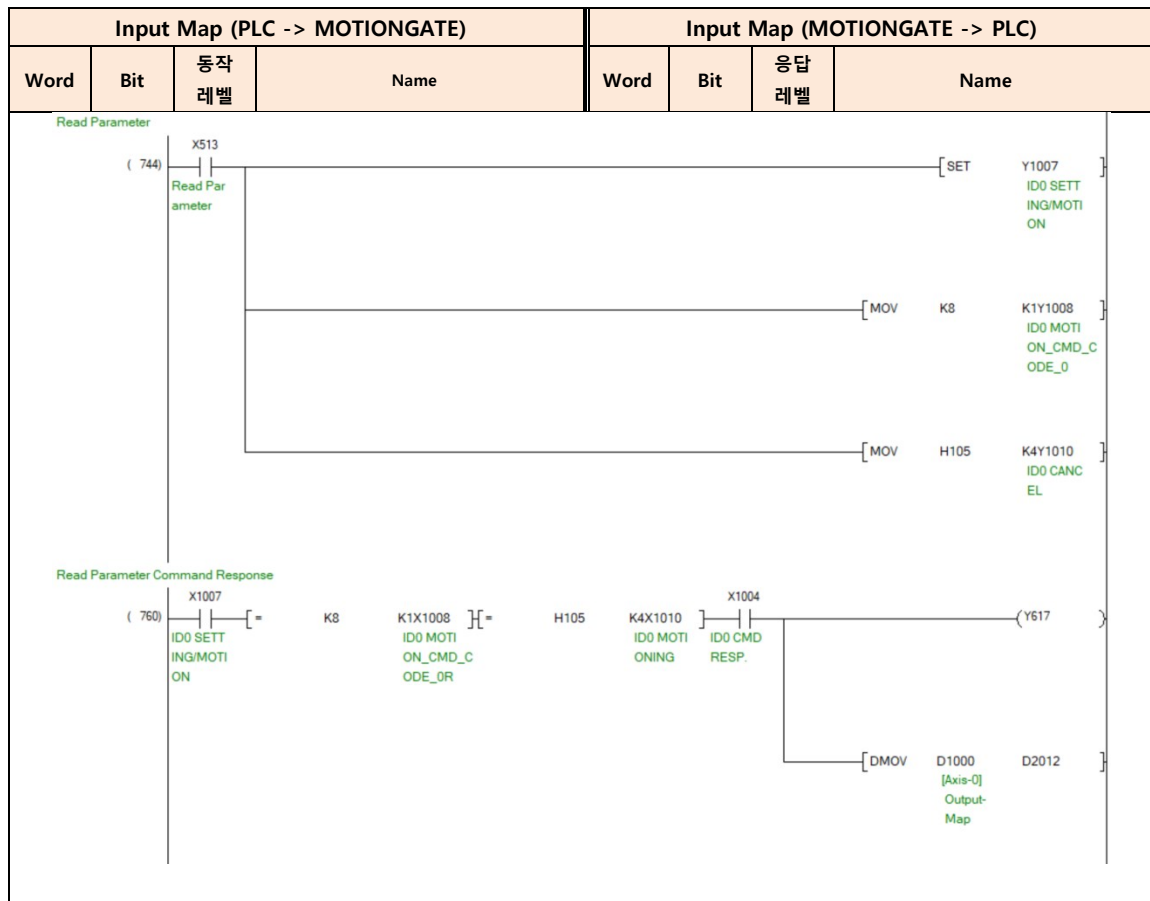 Input Map (PLC -> MOTIONGATE)
Input Map (MOTIONGATE -> PLC)
Word
Bit
동작
레벨
Name
Word
Bit
응답
레벨
Name
Read Parameter
X513
( 744)
Read Par
ameter
SET Y1007
ID0 SETT
ING/MOTI
ON
MOV K8 K1Y1008
ID0 MOTI
ON_CMD_C
ODE_0
MOV H105 K4Y1010
ID0 CANC
EL
Read Parameter Command Response
X1007
X1004
( 760)
= K8 K1X1008
= H105 K4X1010
Y617
ID0 SETT
ING/MOTI
ON
ID0 MOTI
ON_CMD_C
ODE_0R
ID0 MOTI
ONING
ID0 CMD
RESP.
DMOV D1000 D2012
[Axis-0]
Output-
Map